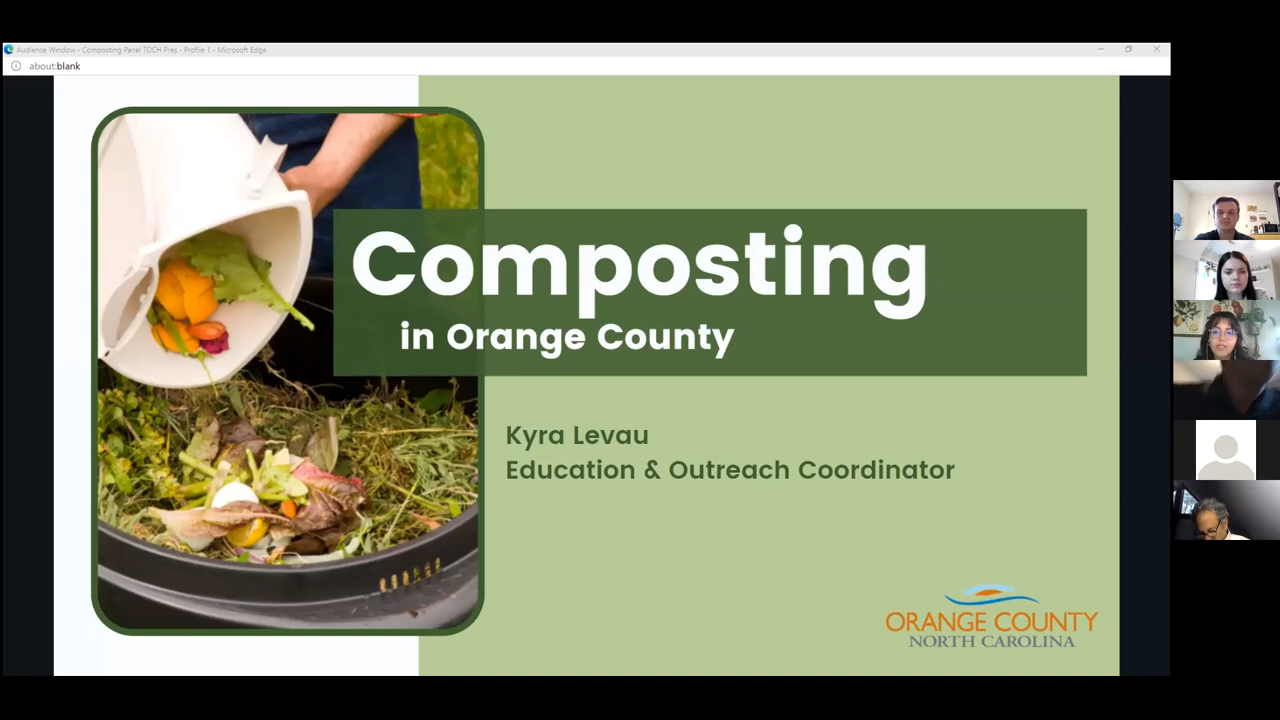 Audience Window - Composting Panel TOCH Pres - Profile 1 - Microsoft Edge
about:blank
Composting
in Orange County
Kyra Levau
Education & Outreach Coordinator
ORANGE COUNTY
NORTH CAROLINA